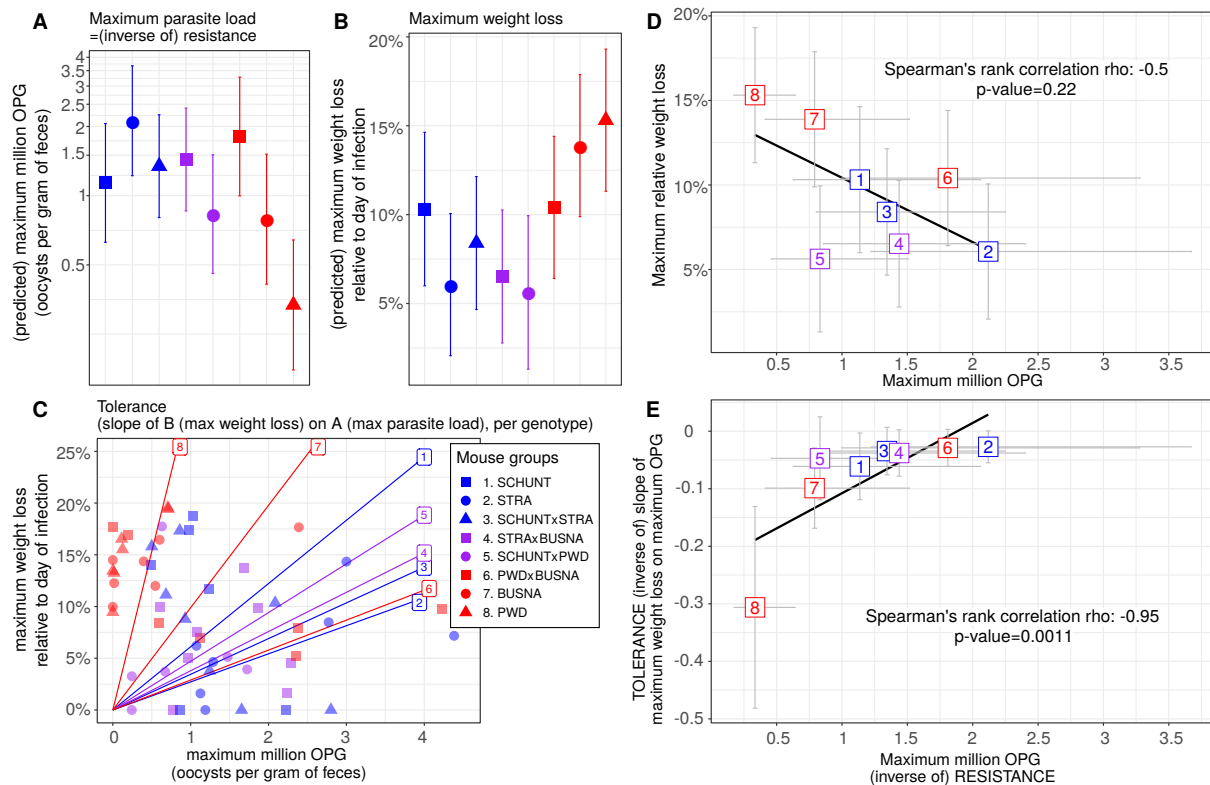 A
Maximum parasite load
=(inverse of) resistance
(predicted) maximum million OPG
(oocysts per gram of feces)
4
3.5
3
2.5
2
1.5
1
0.5
B
Maximum weight loss
(predicted) maximum weight loss
relative to day of infection
20%
15%
10%
5%
C
Tolerance
(slope of B (max weight loss) on A (max parasite load), per genotype)
maximum weight loss
relative to day of infection
25%
20%
15%
10%
5%
0%
8
7
1
5
4
3
6
2
0
1
2
3
4
maximum million OPG
(oocysts per gram of feces)
Mouse groups
1. SCHUNT
2. STRA
3. SCHUNTxSTRA
4. STRAxBUSNA
5. SCHUNTxPWD
6. PWDxBUSNA
7. BUSNA
8. PWD
D
Maximum relative weight loss
20%
15%
10%
5%
Spearman's rank correlation rho: -0.5
p-value=0.22
8
7
1
6
3
4
5
2
0.5
1
1.5
2
2.5
3
3.5
Maximum million OPG
E
TOLERANCE (inverse of) slope of
maximum weight loss on maximum OPG
0
-0.1
-0.2
-0.3
-0.4
-0.5
5
1
3
4
6
2
7
8
Spearman's rank correlation rho: -0.95
p-value=0.0011
0.5
1
1.5
2
2.5
3
3.5
Maximum million OPG
(inverse of) RESISTANCE